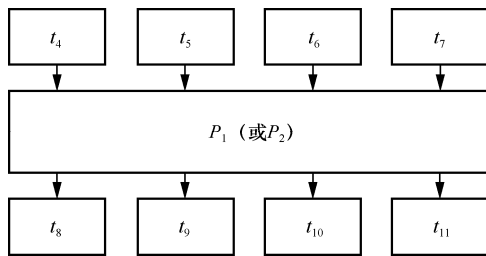 t₄ t₅ t₆ t₇
P₁（或P₂）
t₈ t₉ t₁₀ t₁₁